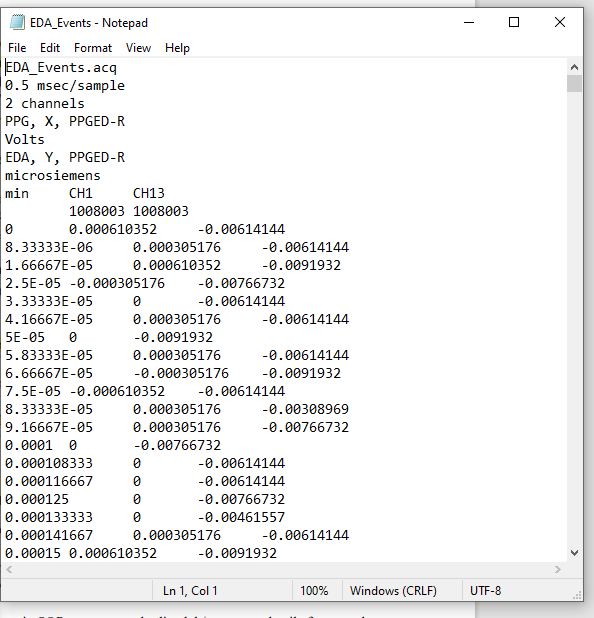 EDA_Events - Notepad
File Edit Format View Help
EDA_Events.acq
0.5 msec/sample
2 channels
PPG, X, PPGED-R
Volts
EDA, Y, PPGED-R
microsiemens
min CH1 CH13
1008003 1008003
0 0.000610352 -0.00614144
8.33333E-06 0.000305176 -0.00614144
1.66667E-05 0.000610352 -0.0091932
2.5E-05 -0.000305176 -0.00766732
3.33333E-05 0 -0.00614144
4.16667E-05 0.000305176 -0.00614144
5E-05 0 -0.0091932
5.83333E-05 0.000305176 -0.00614144
6.66667E-05 -0.000305176 -0.0091932
7.5E-05 -0.000610352 -0.00614144
8.33333E-05 0.000305176 -0.00308969
9.16667E-05 0.000305176 -0.00766732
0.0001 0 -0.00766732
0.000108333 0 -0.00614144
0.000116667 0 -0.00614144
0.000125 0 -0.00766732
0.000133333 0 -0.00461557
0.000141667 0.000305176 -0.00614144
0.00015 0.000610352 -0.0091932
Ln 1, Col 1 100% Windows (CRLF) UTF-8